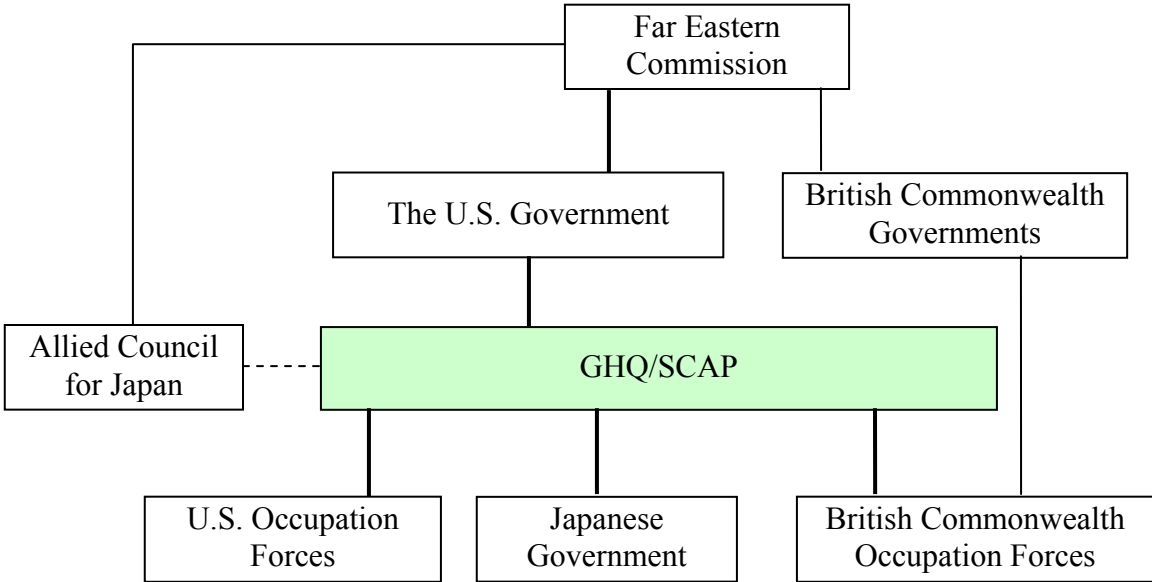 Far Eastern
Commission
The U.S. Government
British Commonwealth
Governments
Allied Council
for Japan
GHQ/SCAP
U.S. Occupation
Forces
Japanese
Government
British Commonwealth
Occupation Forces